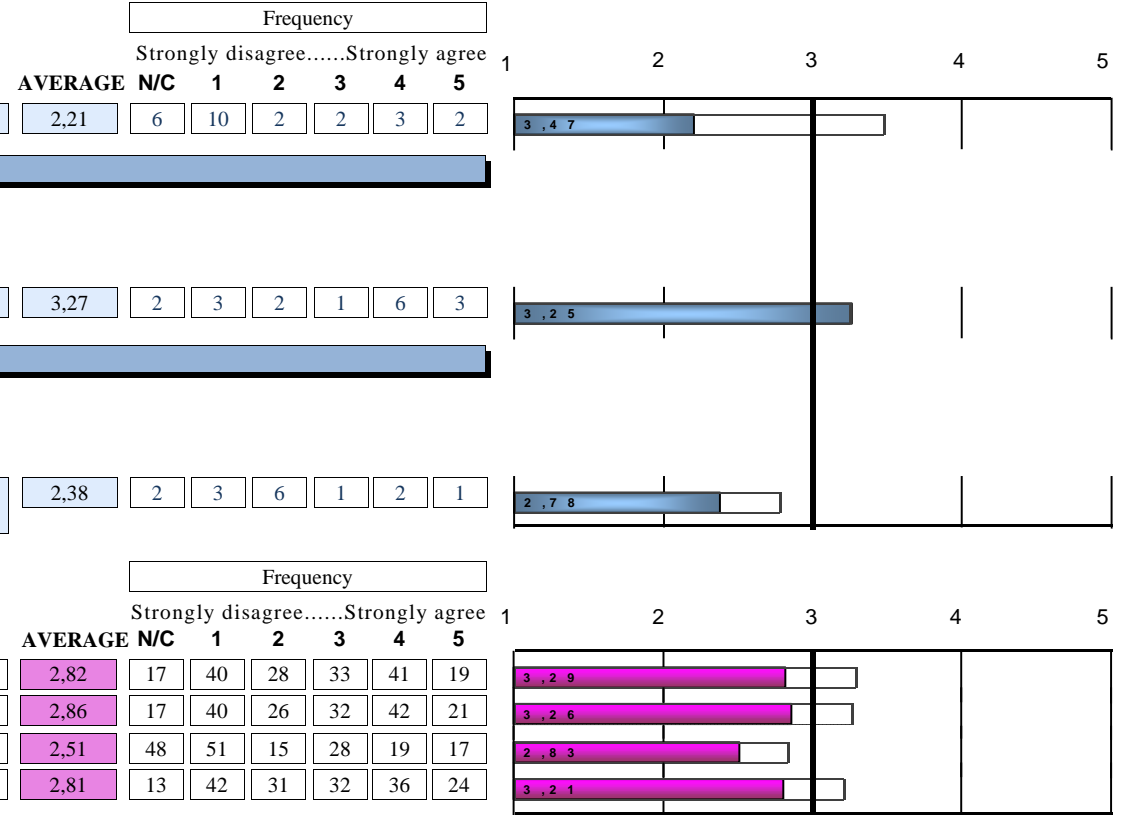 Frequency
Strongly disagree......Strongly agree
1 2 3 4 5
AVERAGE N/C 1 2 3 4 5
2,21 6 10 2 2 3 2 3,47
3,27 2 3 2 1 6 3 3,25
2,38 2 3 6 1 2 1 2,78
Frequency
Strongly disagree......Strongly agree
1 2 3 4 5
AVERAGE N/C 1 2 3 4 5
2,82 17 40 28 33 41 19 3,29
2,86 17 40 26 32 42 21 3,26
2,51 48 51 15 28 19 17 2,83
2,81 13 42 31 32 36 24 3,21